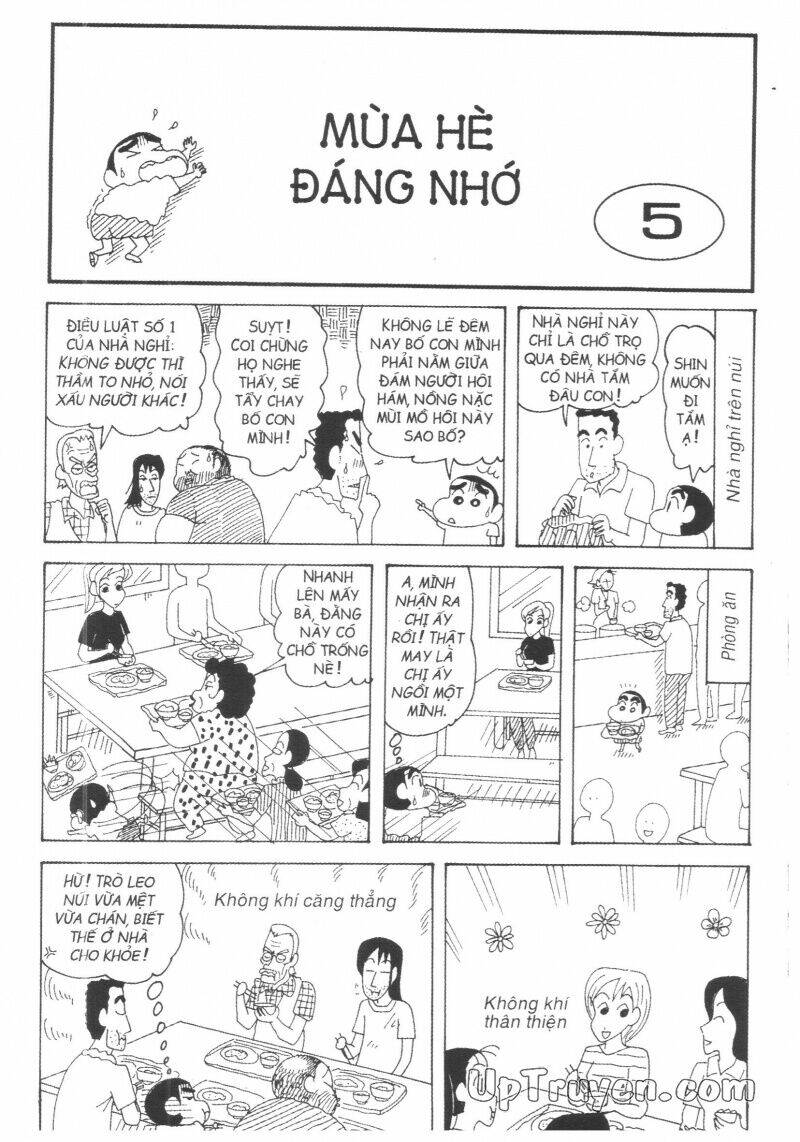 MÙA HÈ
ĐÁNG NHỚ
5
Nhà nghỉ trên núi
SHIN
MUỐN
ĐI
TẮM
Ạ!
NHÀ NGHỈ NÀY
CHỈ LÀ CHỖ TRỌ
QUA ĐÊM, KHÔNG
CÓ NHÀ TẮM
ĐÂU CON!
KHÔNG LẼ ĐÊM
NAY BỐ CON MÌNH
PHẢI NẰM GIỮA
ĐÁM NGƯỜI HÔI
HÁM, NỒNG NẶC
MÙI MỒ HÔI NÀY
SAO BỐ?
SUYT!
COI CHỪNG
HỌ NGHE
THẤY, SẼ
TẨY CHAY
BỐ CON
MÌNH!
ĐIỀU LUẬT SỐ 1
CỦA NHÀ NGHỈ:
KHÔNG ĐƯỢC THÌ
THẦM TO NHỎ, NÓI
XẤU NGƯỜI KHÁC!
Phòng ăn
A, MÌNH
NHẬN RA
CHỊ ẤY
RỒI! THẬT
MAY LÀ
CHỊ ẤY
NGỒI MỘT
MÌNH.
NHANH
LÊN MẤY
BÀ, ĐẰNG
NÀY CÓ
CHỖ TRỐNG
NÈ!
Không khí
thân thiện
Không khí căng thẳng
HỪ! TRÒ LEO
NÚI VỪA MỆT
VỪA CHÁN, BIẾT
THẾ Ở NHÀ
CHO KHỎE!
UpTruyen.com